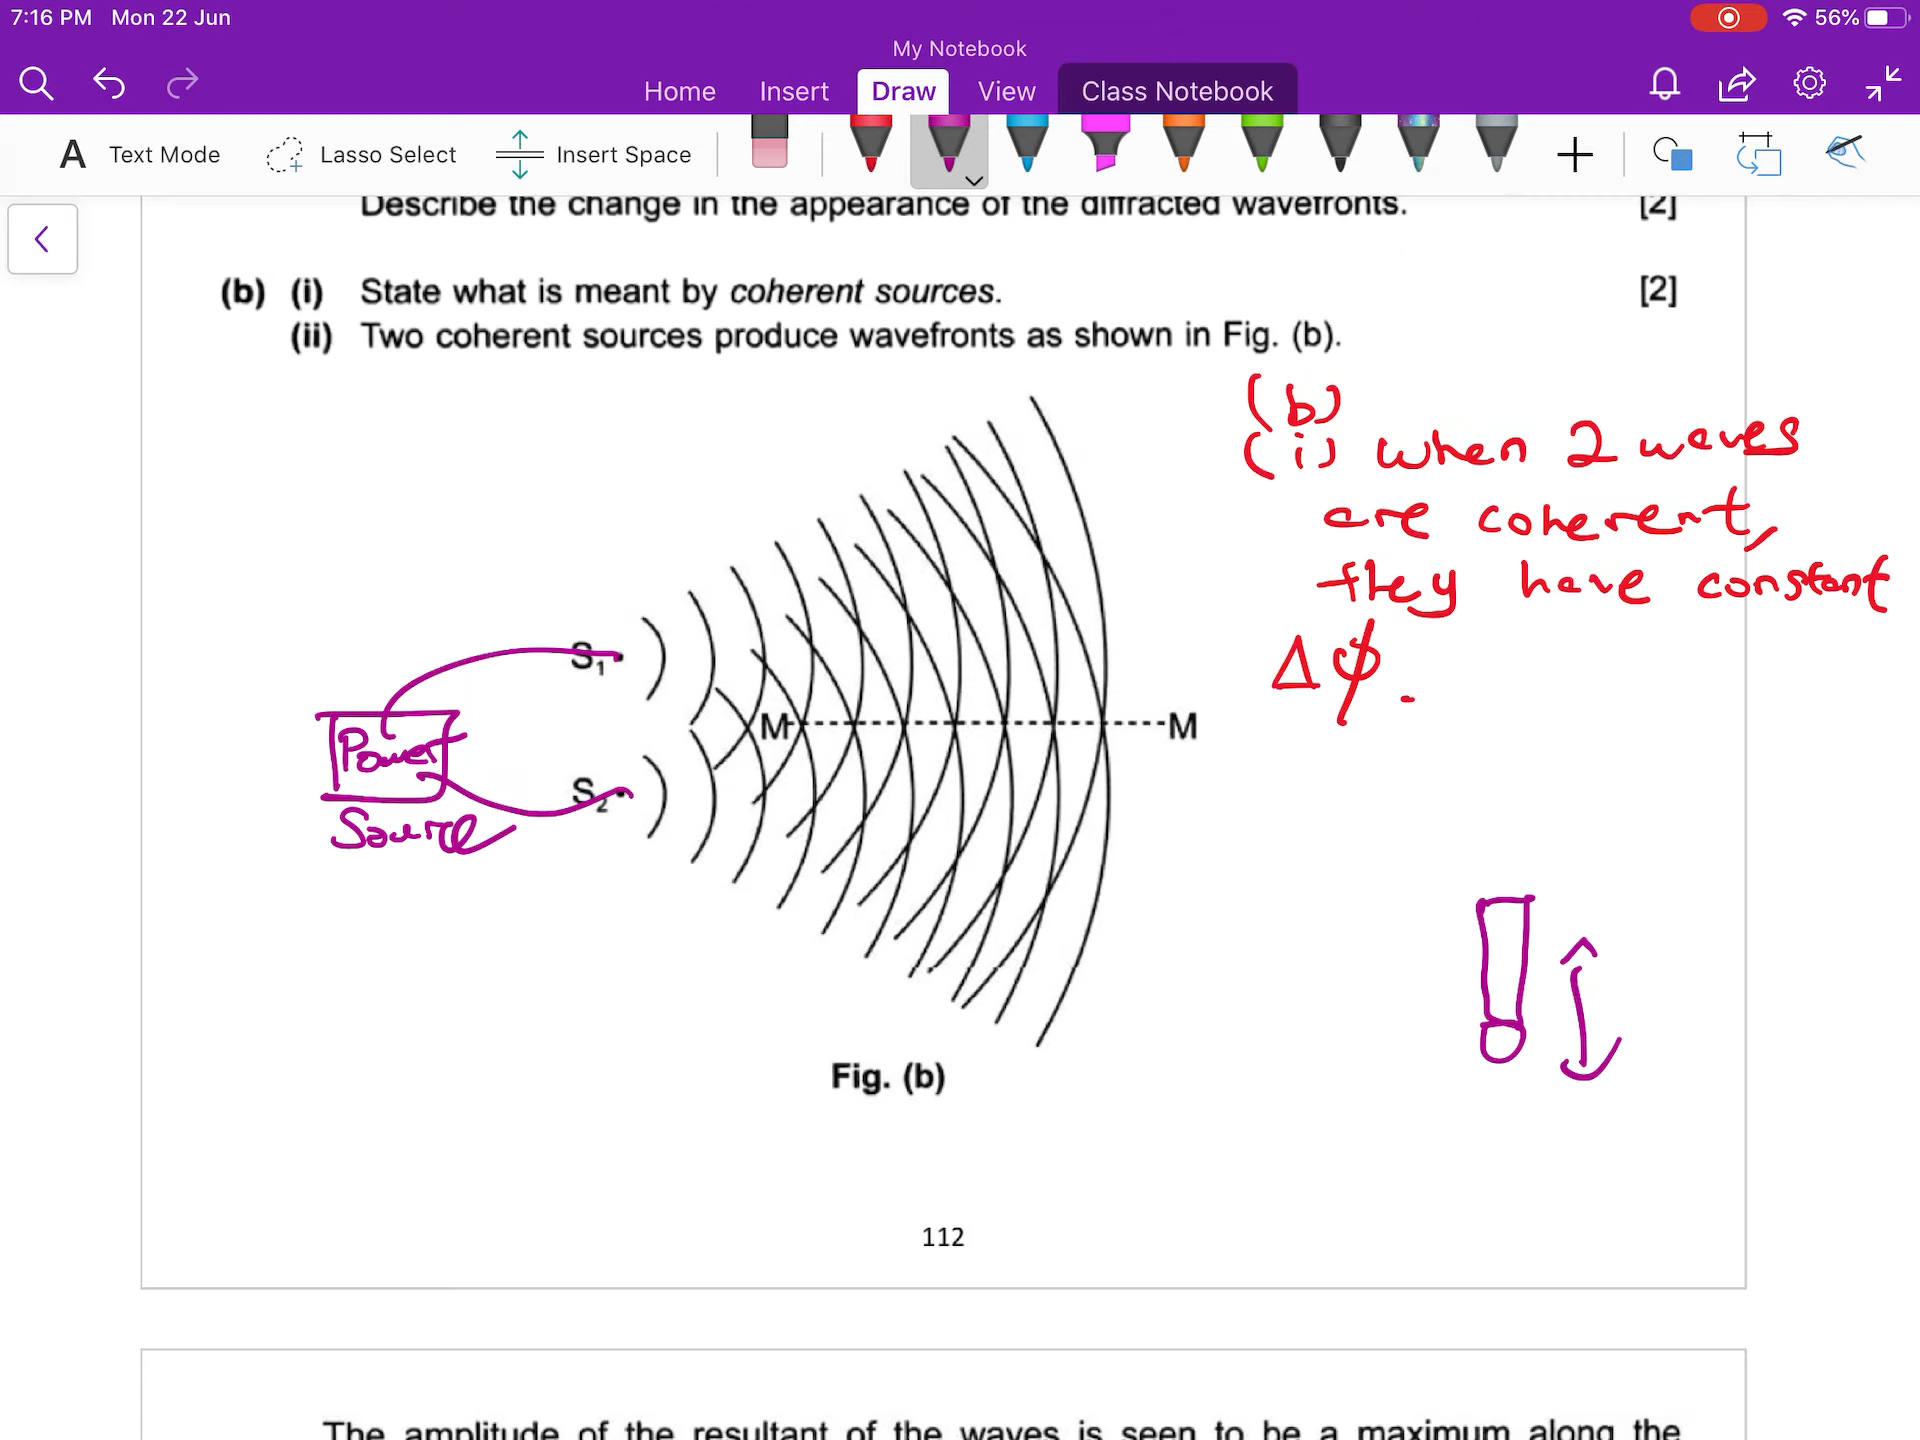 7:16 PM Mon 22 Jun
56%
My Notebook
Home Insert Draw View Class Notebook
A Text Mode Lasso Select Insert Space
Describe the change in the appearance of the diffracted wavefronts. [2]
(b) (i) State what is meant by coherent sources. [2]
(ii) Two coherent sources produce wavefronts as shown in Fig. (b).
(b)
(i) when 2 waves
are coherent,
they have constant
Δϕ.
S₁
M M
Power
S₂
Source
Fig. (b)
112
The amplitude of the resultant of the waves is seen to be a maximum along the